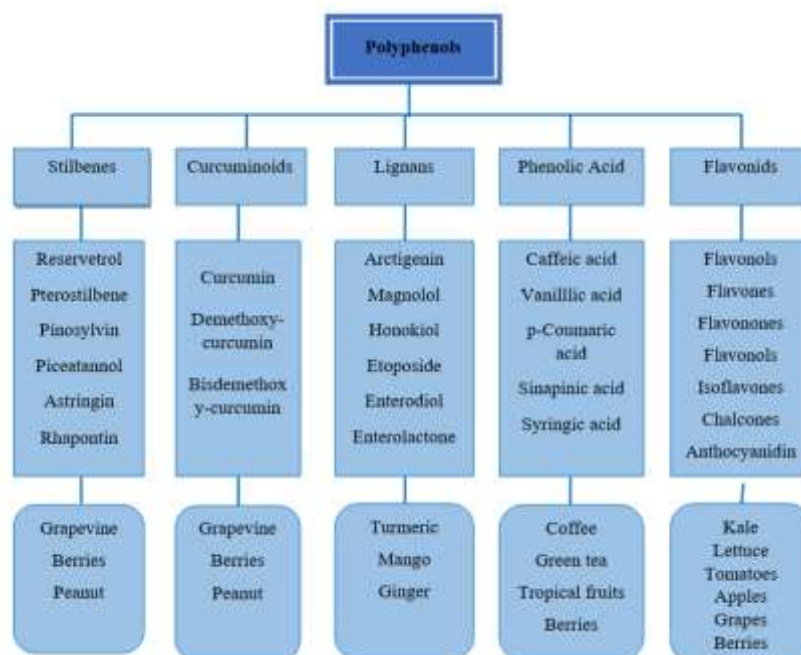 Polyphenols
Stilbenes
Curcuminoids
Lignans
Phenolic Acid
Flavonids
Reservetrol
Pterostilbene
Pinosylvin
Piceatannol
Astringin
Rhapontin
Curcumin
Demethoxy-
curcumin
Bisdemethox
y-curcumin
Arctigenin
Magnolol
Honokiol
Etoposide
Enterodiol
Enterolactone
Caffeic acid
Vanilllic acid
p-Coumaric
acid
Sinapinic acid
Syringic acid
Flavonols
Flavones
Flavonones
Flavonols
Isoflavones
Chalcones
Anthocyanidin
Grapevine
Berries
Peanut
Grapevine
Berries
Peanut
Turmeric
Mango
Ginger
Coffee
Green tea
Tropical fruits
Berries
Kale
Lettuce
Tomatoes
Apples
Grapes
Berries